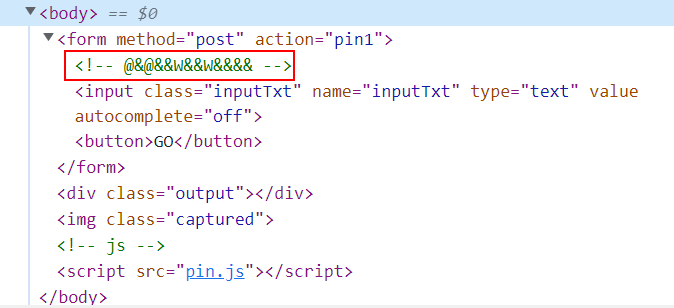 ▼<body> == $0
▼<form method="post" action="pin1">
<!-- @&@&&W&&W&&&& -->
<input class="inputTxt" name="inputTxt" type="text" value
autocomplete="off">
<button>GO</button>
</form>
<div class="output"></div>
<img class="captured">
<!-- js -->
<script src="pin.js"></script>
</body>